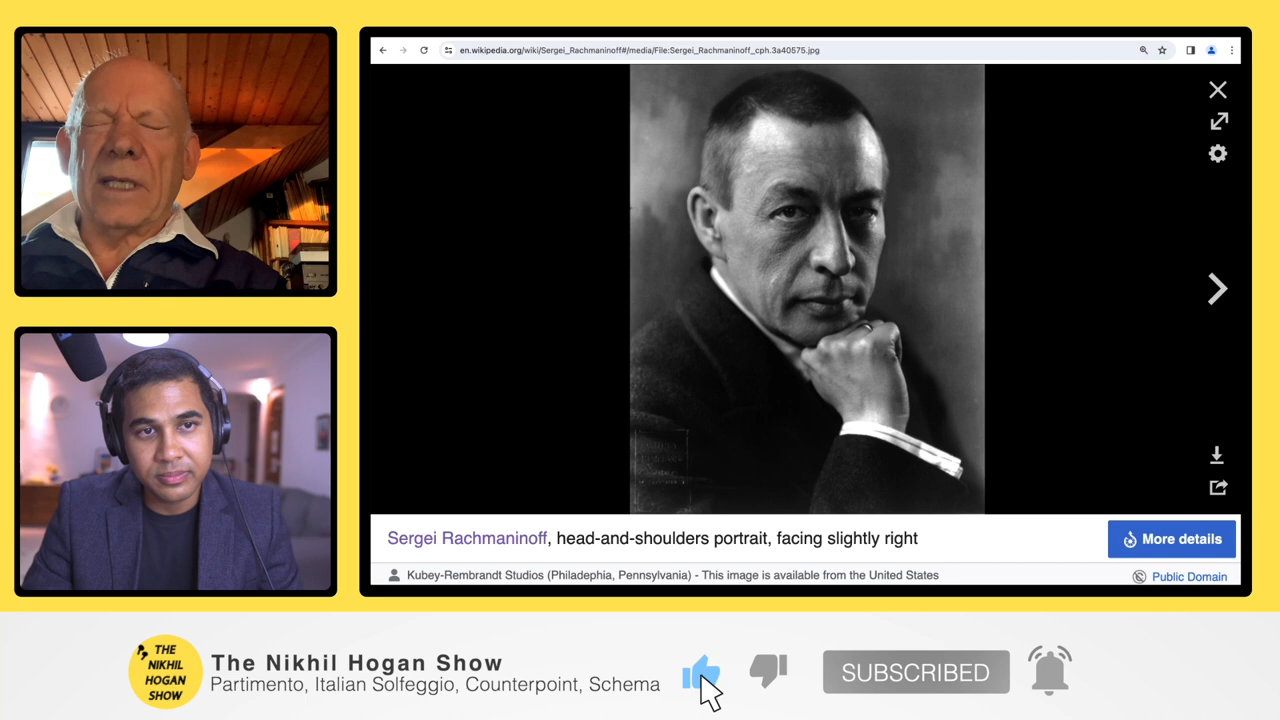 en.wikipedia.org/wiki/Sergei_Rachmaninoff#/media/File:Sergei_Rachmaninoff_cph.3a40575.jpg
Sergei Rachmaninoff, head-and-shoulders portrait, facing slightly right
More details
Kubey-Rembrandt Studios (Philadephia, Pennsylvania) - This image is available from the United States
Public Domain
THE
NIKHIL
HOGAN
SHOW
The Nikhil Hogan Show
Partimento, Italian Solfeggio, Counterpoint, Schema
SUBSCRIBED